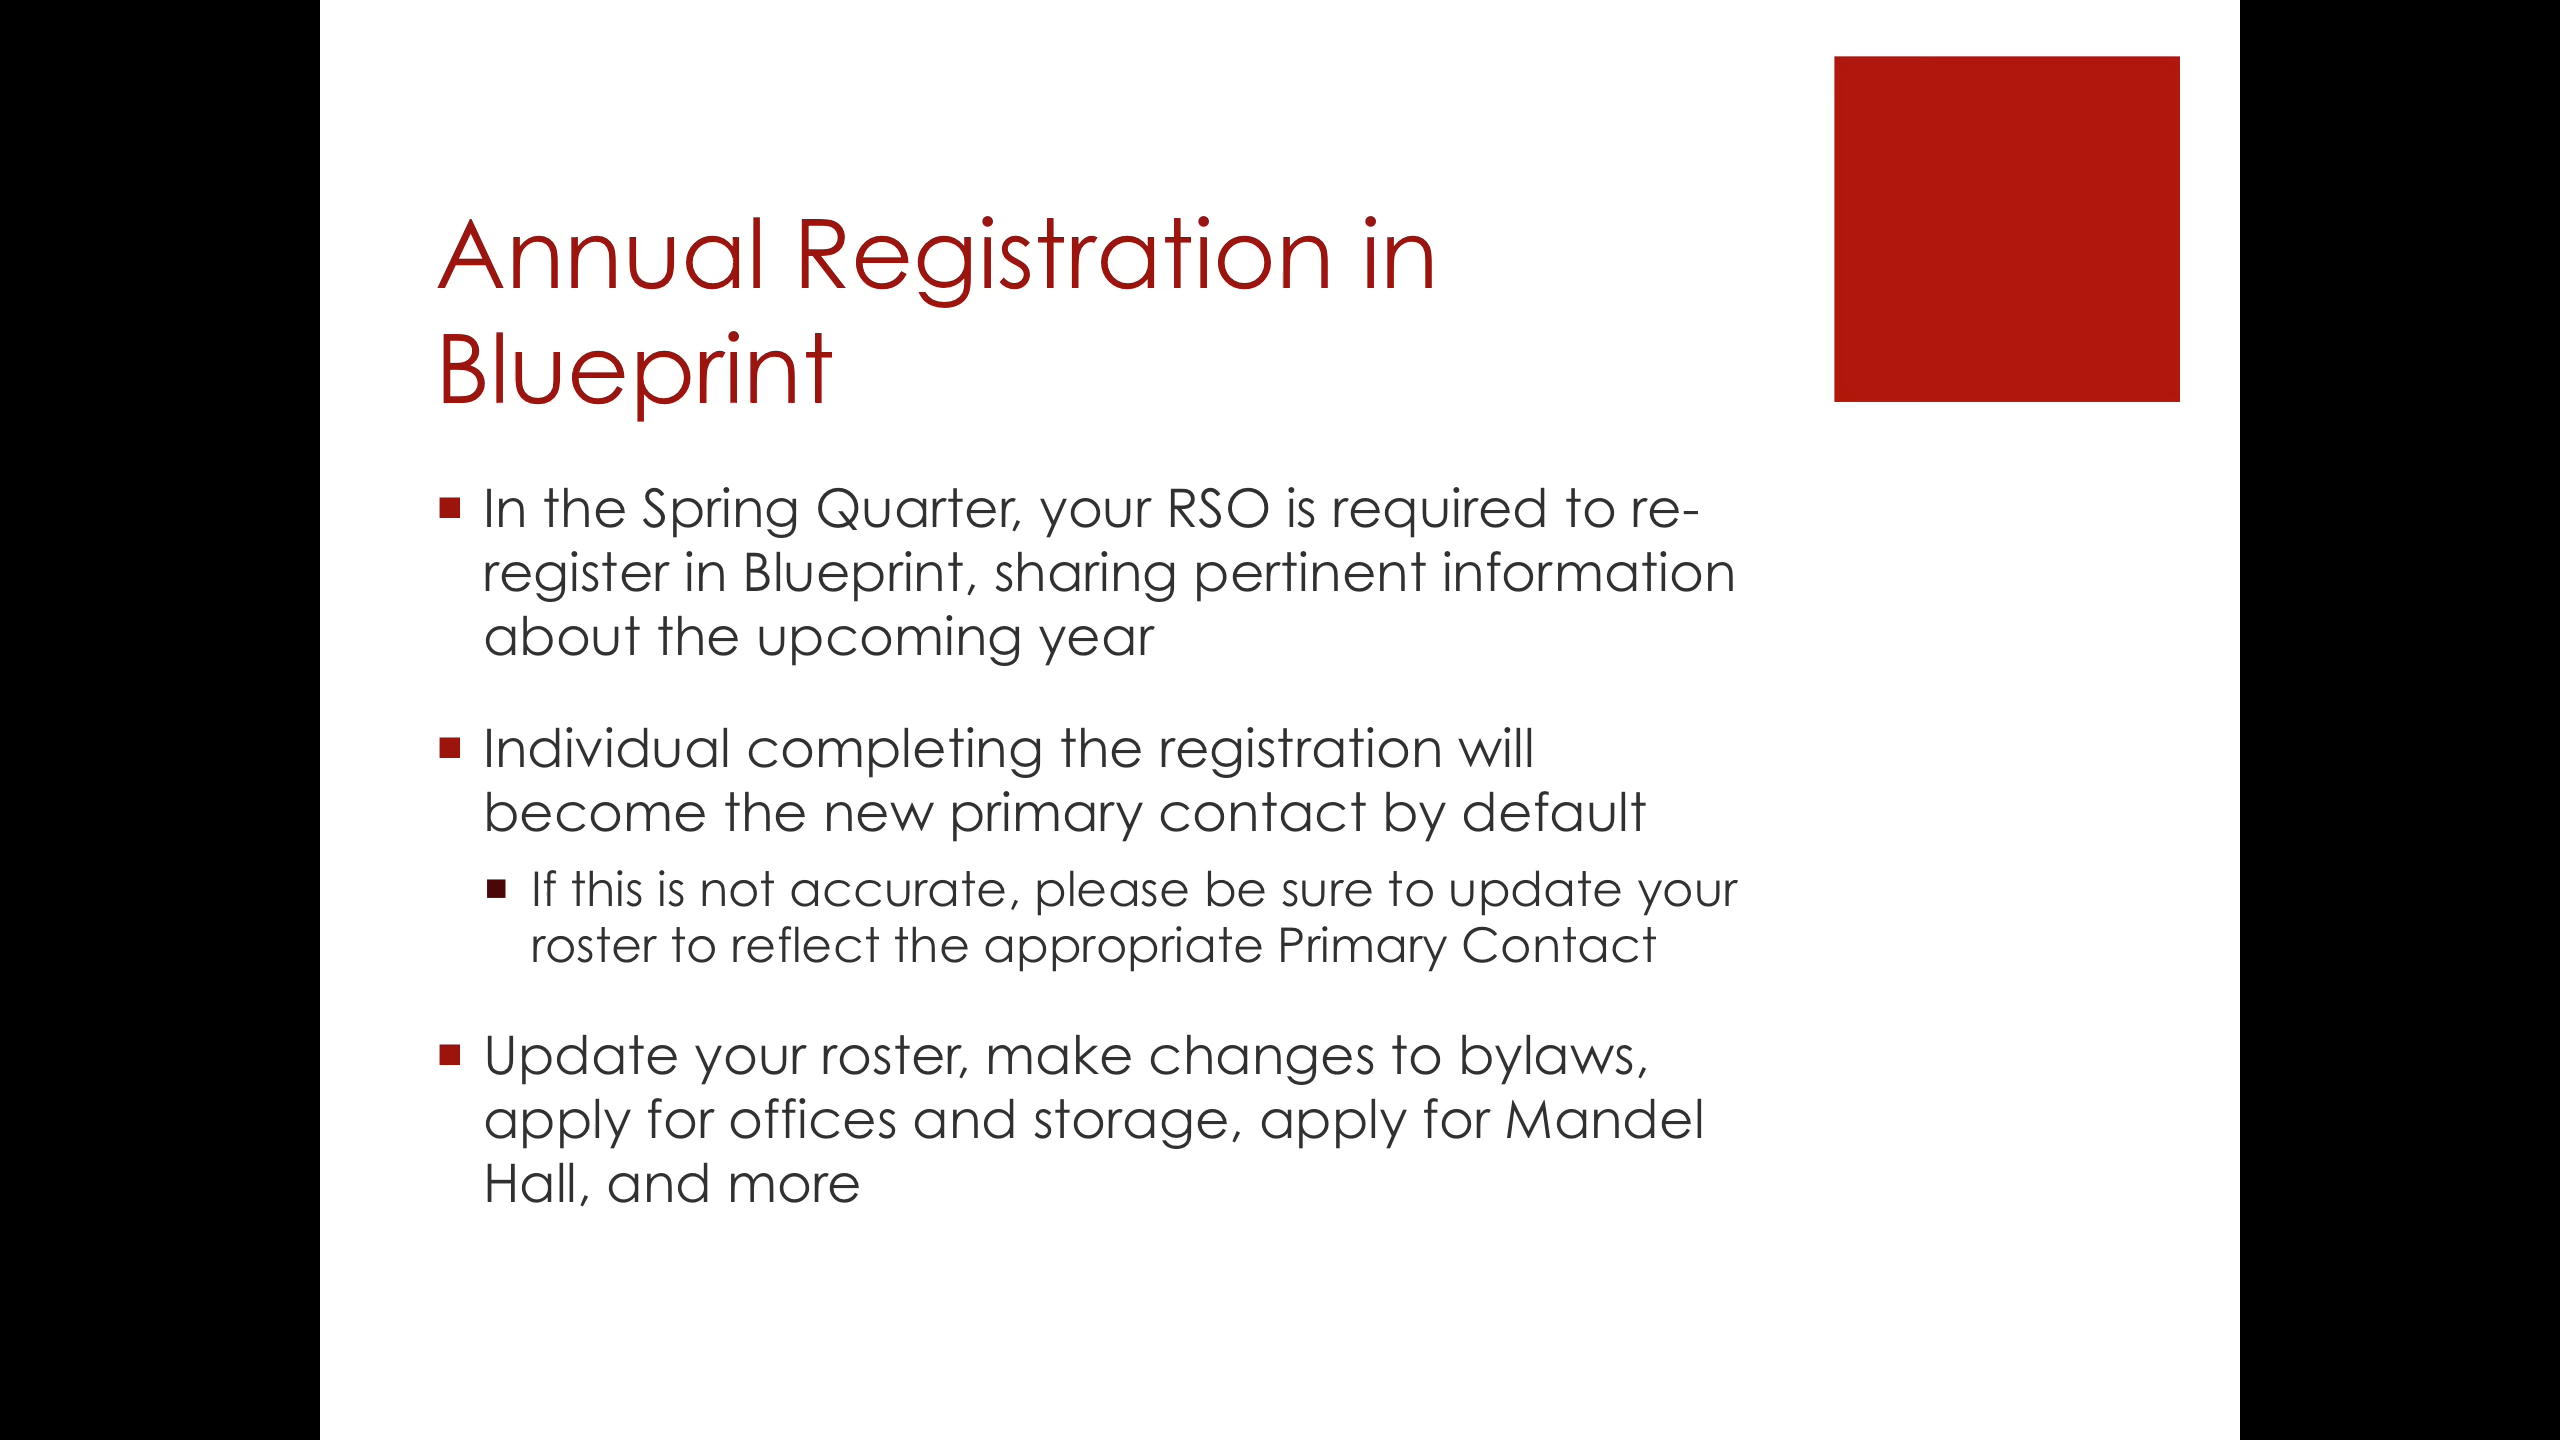 Annual Registration in
Blueprint
In the Spring Quarter, your RSO is required to re-
register in Blueprint, sharing pertinent information
about the upcoming year
Individual completing the registration will
become the new primary contact by default
If this is not accurate, please be sure to update your
roster to reflect the appropriate Primary Contact
Update your roster, make changes to bylaws,
apply for offices and storage, apply for Mandel
Hall, and more